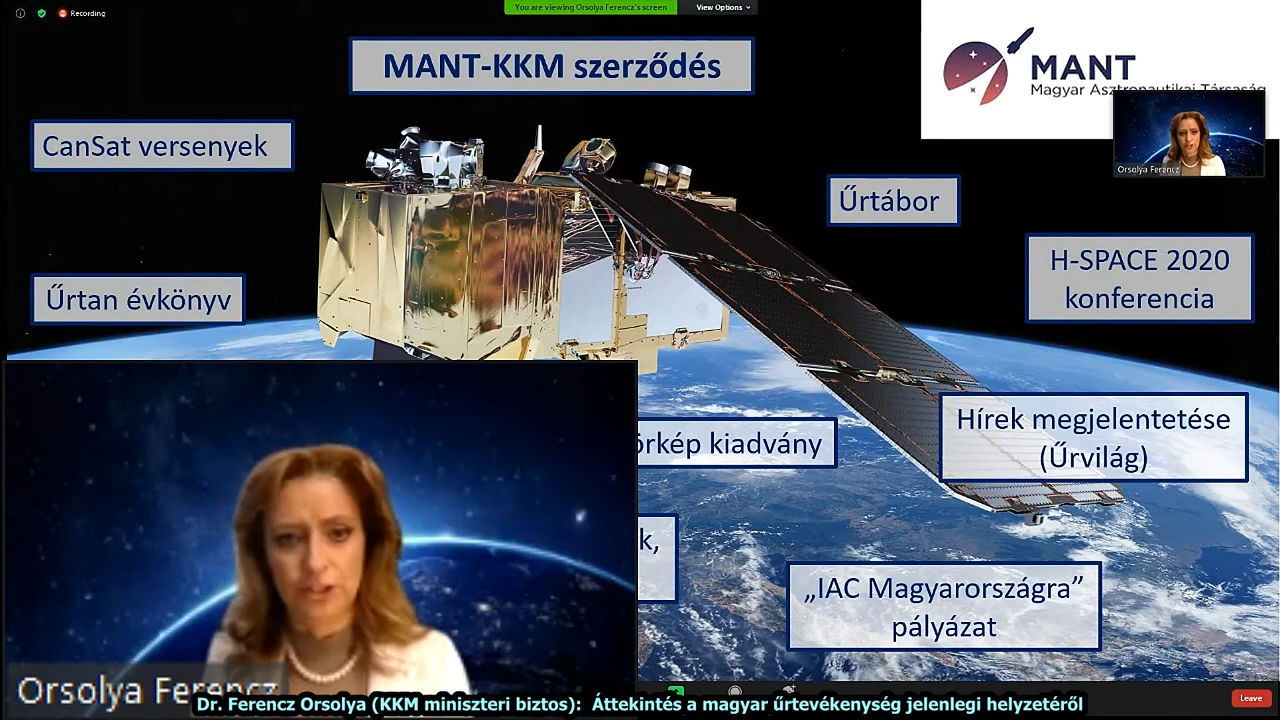 Recording
You are viewing Orsolya Ferencz's screen
View Options
MANT-KKM szerződés
MANT
Magyar Asztronautikai Társaság
CanSat versenyek
Orsolya Ferencz
Űrtábor
H-SPACE 2020
konferencia
Űrtan évkönyv
kiadvány
Hírek megjelentetése
(Űrvilág)
k,
„IAC Magyarországra”
pályázat
Orsolya Ferencz
Leave
Dr. Ferencz Orsolya (KKM miniszteri biztos): Áttekintés a magyar űrtevékenység jelenlegi helyzetéről